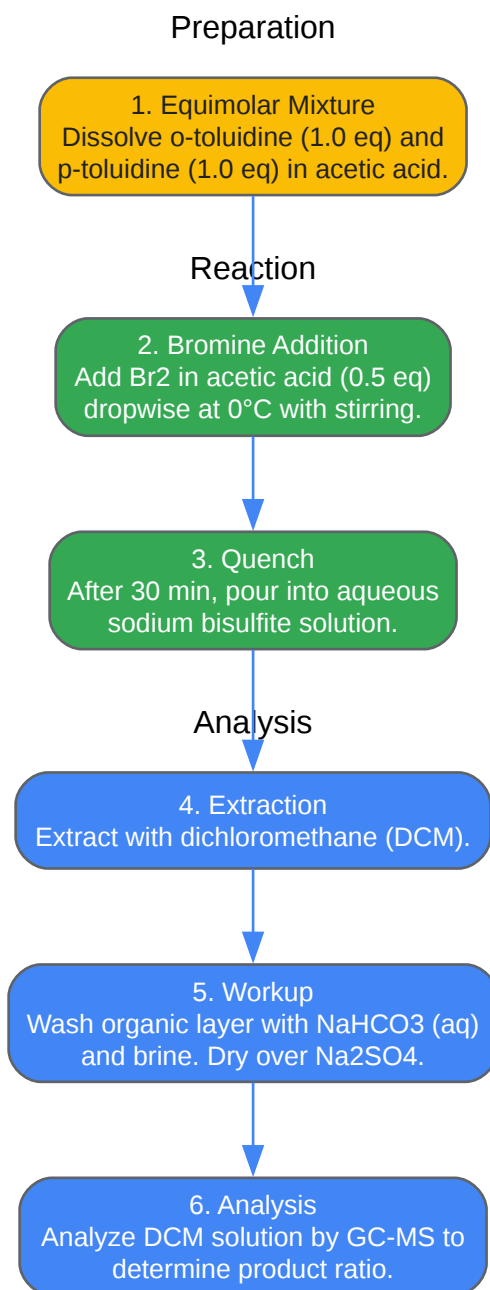 Preparation
1. Equimolar Mixture
Dissolve o-toluidine (1.0 eq) and
p-toluidine (1.0 eq) in acetic acid.
Reaction
2. Bromine Addition
Add Br2 in acetic acid (0.5 eq)
dropwise at 0°C with stirring.
3. Quench
After 30 min, pour into aqueous
sodium bisulfite solution.
Analysis
4. Extraction
Extract with dichloromethane (DCM).
5. Workup
Wash organic layer with NaHCO3 (aq)
and brine. Dry over Na2SO4.
6. Analysis
Analyze DCM solution by GC-MS to
determine product ratio.